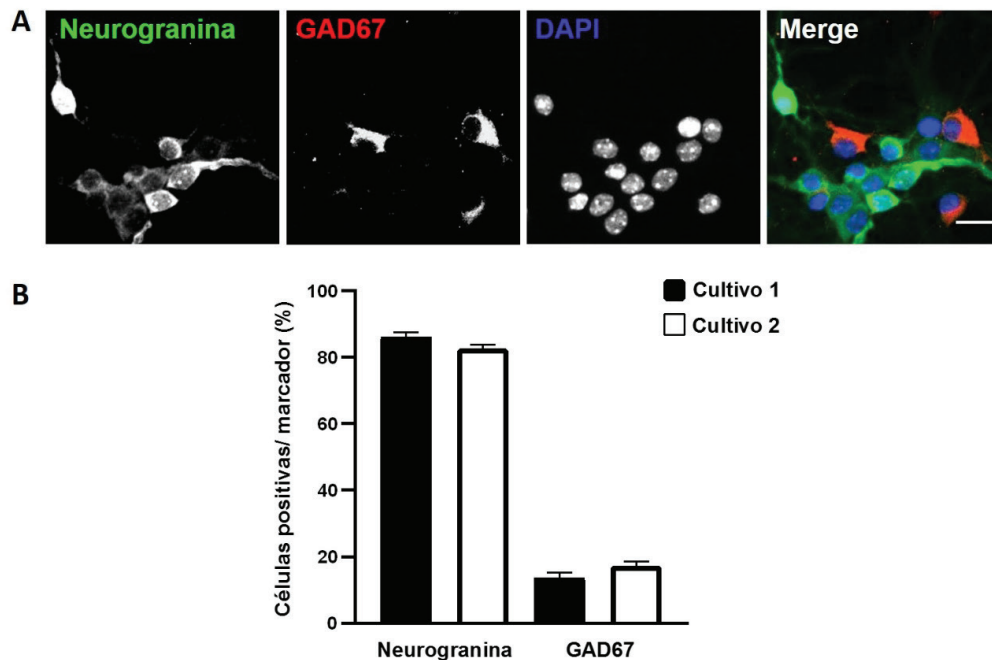 A
Neurogranina
GAD67
DAPI
Merge
B
Cultivo 1
Cultivo 2
Células positivas/ marcador (%)
100
80
60
40
20
0
Neurogranina
GAD67